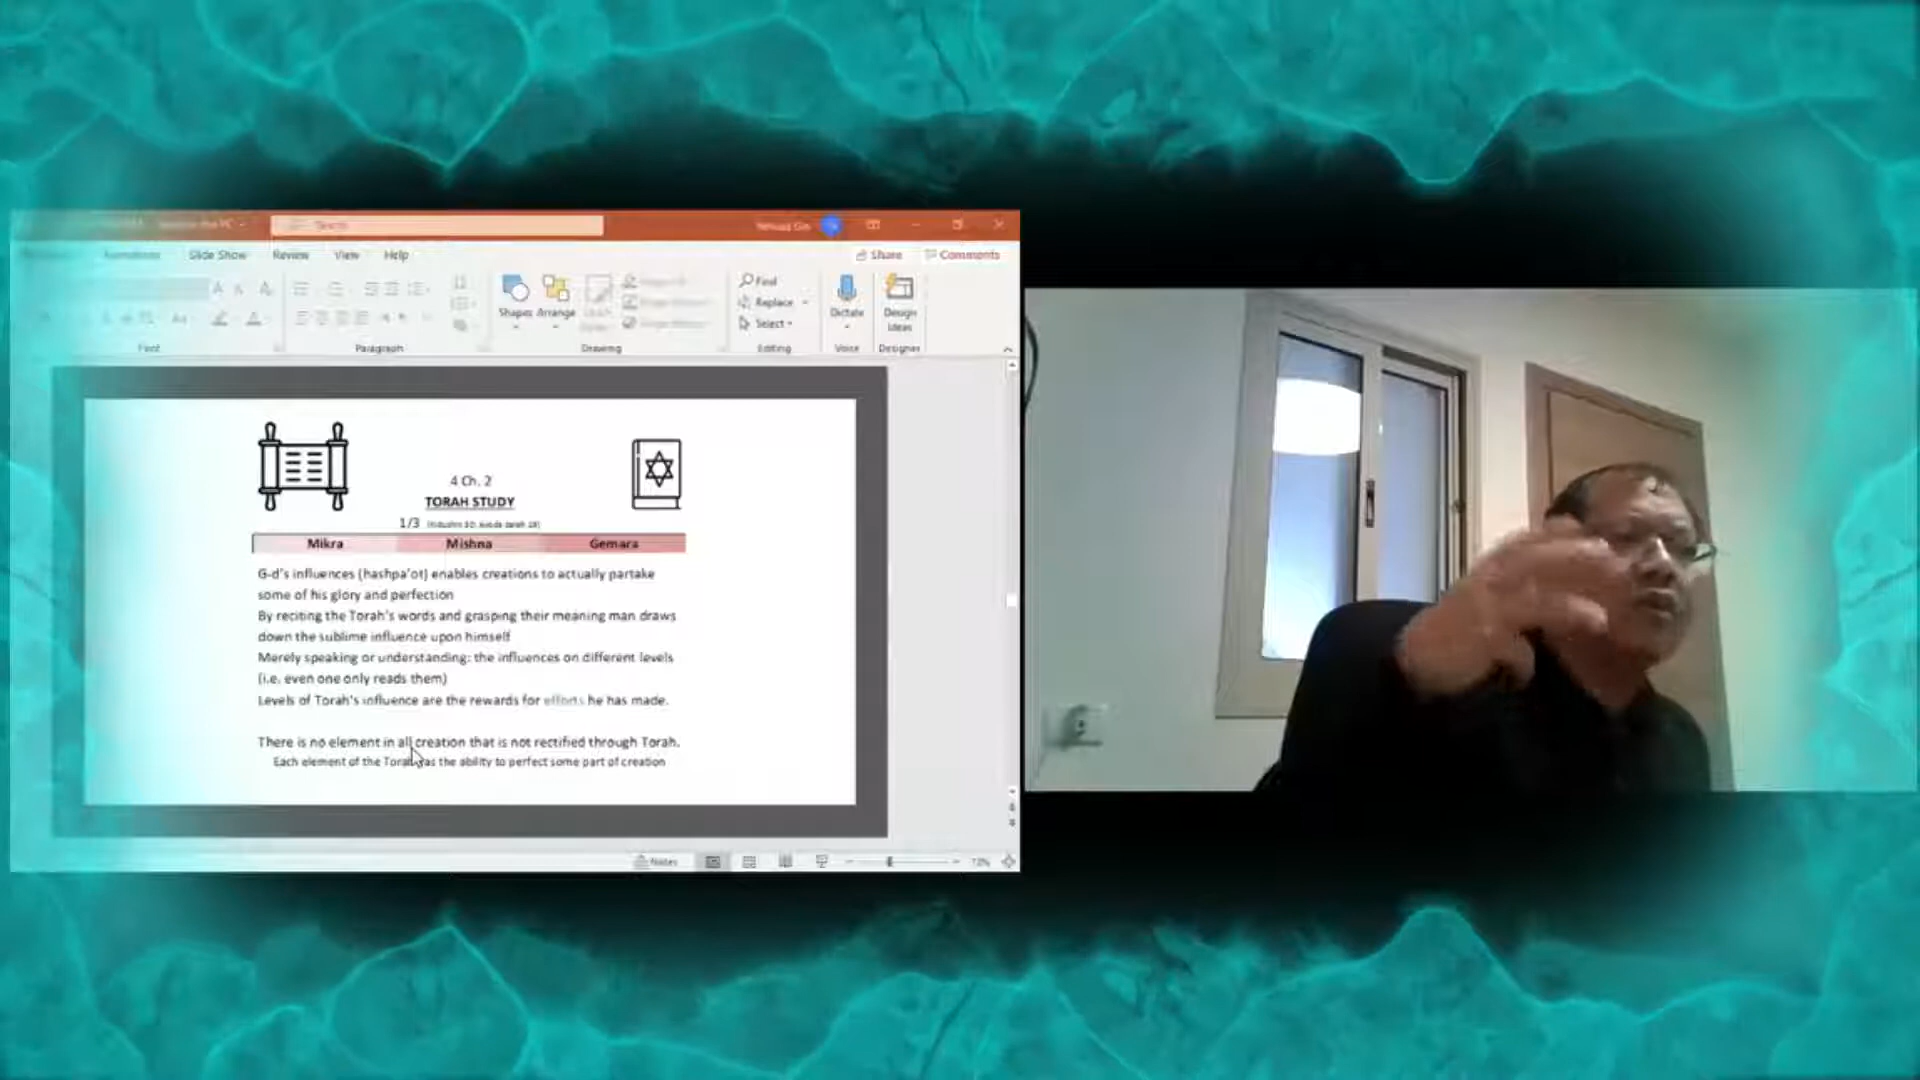 Share
Comments
Slide Show
Review
View
Help
Find
Replace
Select
Shapes
Arrange
Dictate
Design
Ideas
Font
Paragraph
Drawing
Editing
Voice
Designer
4 Ch. 2
TORAH STUDY
1/3
Mikra Mishna Gemara
G-d's influences (hashpa'ot) enables creations to actually partake
some of his glory and perfection
By reciting the Torah's words and grasping their meaning man draws
down the sublime influence upon himself
Merely speaking or understanding: the influences on different levels
(i.e. even one only reads them)
Levels of Torah's influence are the rewards for efforts he has made.
There is no element in all creation that is not rectified through Torah.
Each element of the Torah has the ability to perfect some part of creation
Notes